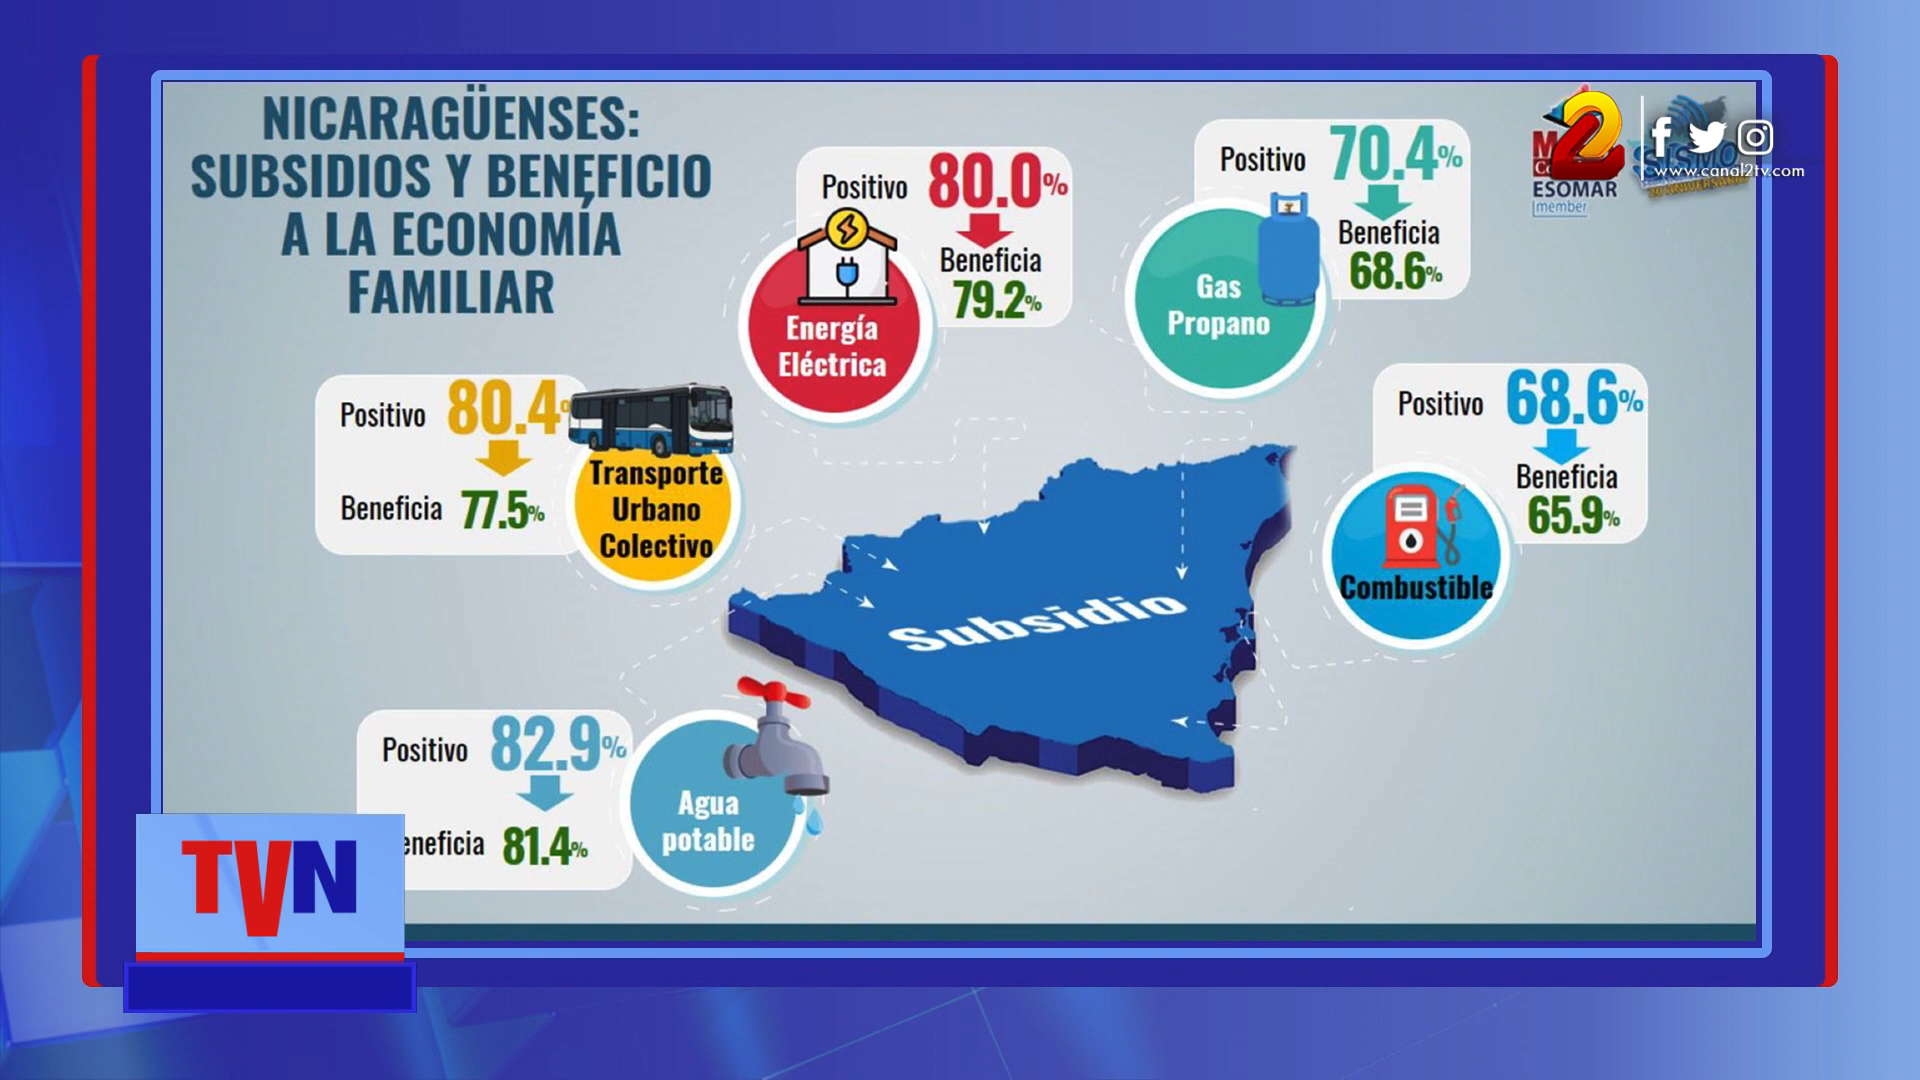 NICARAGÜENSES:
SUBSIDIOS Y BENEFICIO
A LA ECONOMÍA
FAMILIAR
Positivo 80.0%
Beneficia
79.2%
Energía
Eléctrica
Positivo 70.4%
Beneficia
68.6%
Gas
Propano
2
www.canal2tv.com
ESOMAR
member
Positivo 80.4
Beneficia 77.5%
Transporte
Urbano
Colectivo
Positivo 68.6%
Beneficia
65.9%
Combustible
Subsidio
Positivo 82.9%
eneficia 81.4%
Agua
potable
TVN